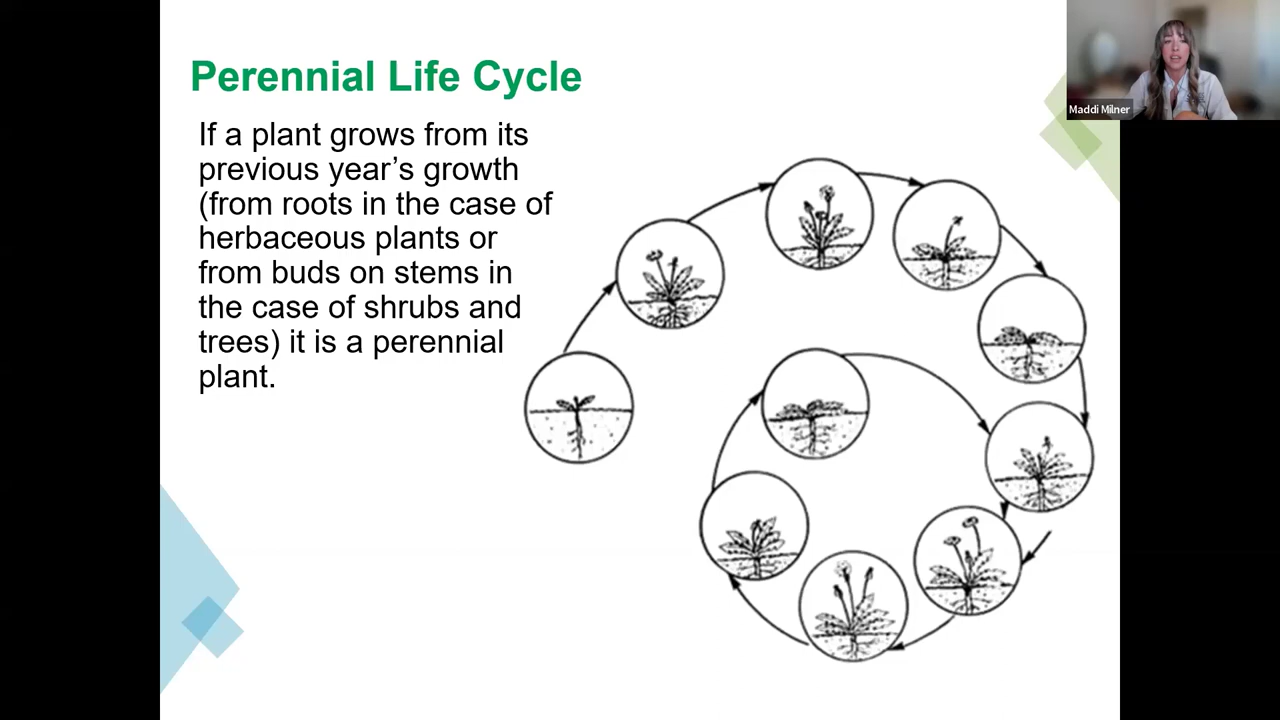 Perennial Life Cycle
If a plant grows from its
previous year’s growth
(from roots in the case of
herbaceous plants or
from buds on stems in
the case of shrubs and
trees) it is a perennial
plant.
Maddi Milner